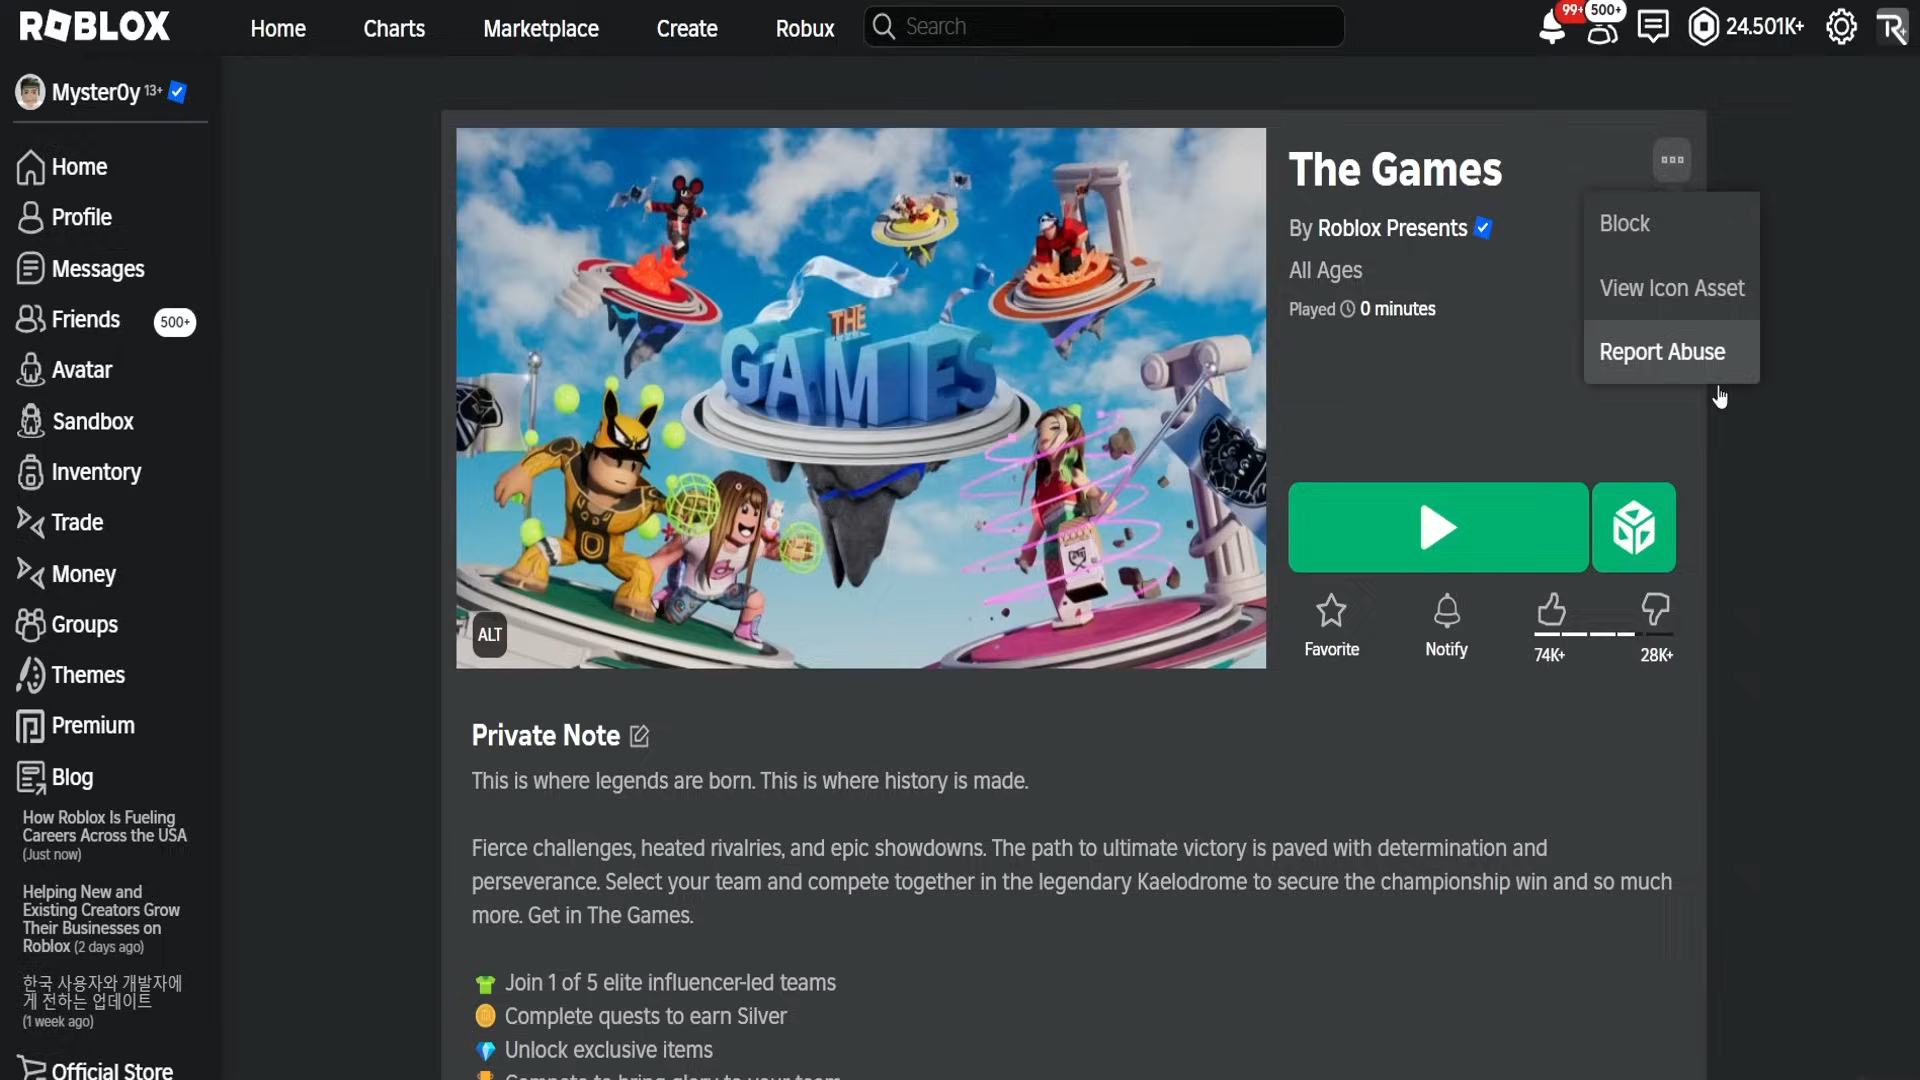 ROBLOX
Home
Charts
Marketplace
Create
Robux
Search
99+
500+
24.501K+
Myster0y 13+
Home
Profile
Messages
Friends
500+
Avatar
Sandbox
Inventory
Trade
Money
Groups
Themes
Premium
Blog
How Roblox Is Fueling
Careers Across the USA
(Just now)
Helping New and
Existing Creators Grow
Their Businesses on
Roblox (2 days ago)
한국 사용자와 개발자에
게 전하는 업데이트
(1 week ago)
Official Store
THE
GAMES
ALT
The Games
By Roblox Presents
All Ages
Played 0 minutes
Block
View Icon Asset
Report Abuse
Favorite
Notify
74K+
28K+
Private Note
This is where legends are born. This is where history is made.
Fierce challenges, heated rivalries, and epic showdowns. The path to ultimate victory is paved with determination and
perseverance. Select your team and compete together in the legendary Kaelodrome to secure the championship win and so much
more. Get in The Games.
Join 1 of 5 elite influencer-led teams
Complete quests to earn Silver
Unlock exclusive items
Compete to bring glory to your team